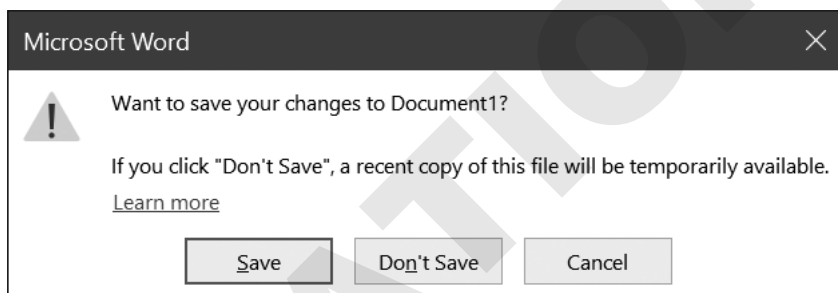 Microsoft Word
Want to save your changes to Document1?
If you click "Don't Save", a recent copy of this file will be temporarily available.
Learn more
Save Don't Save Cancel